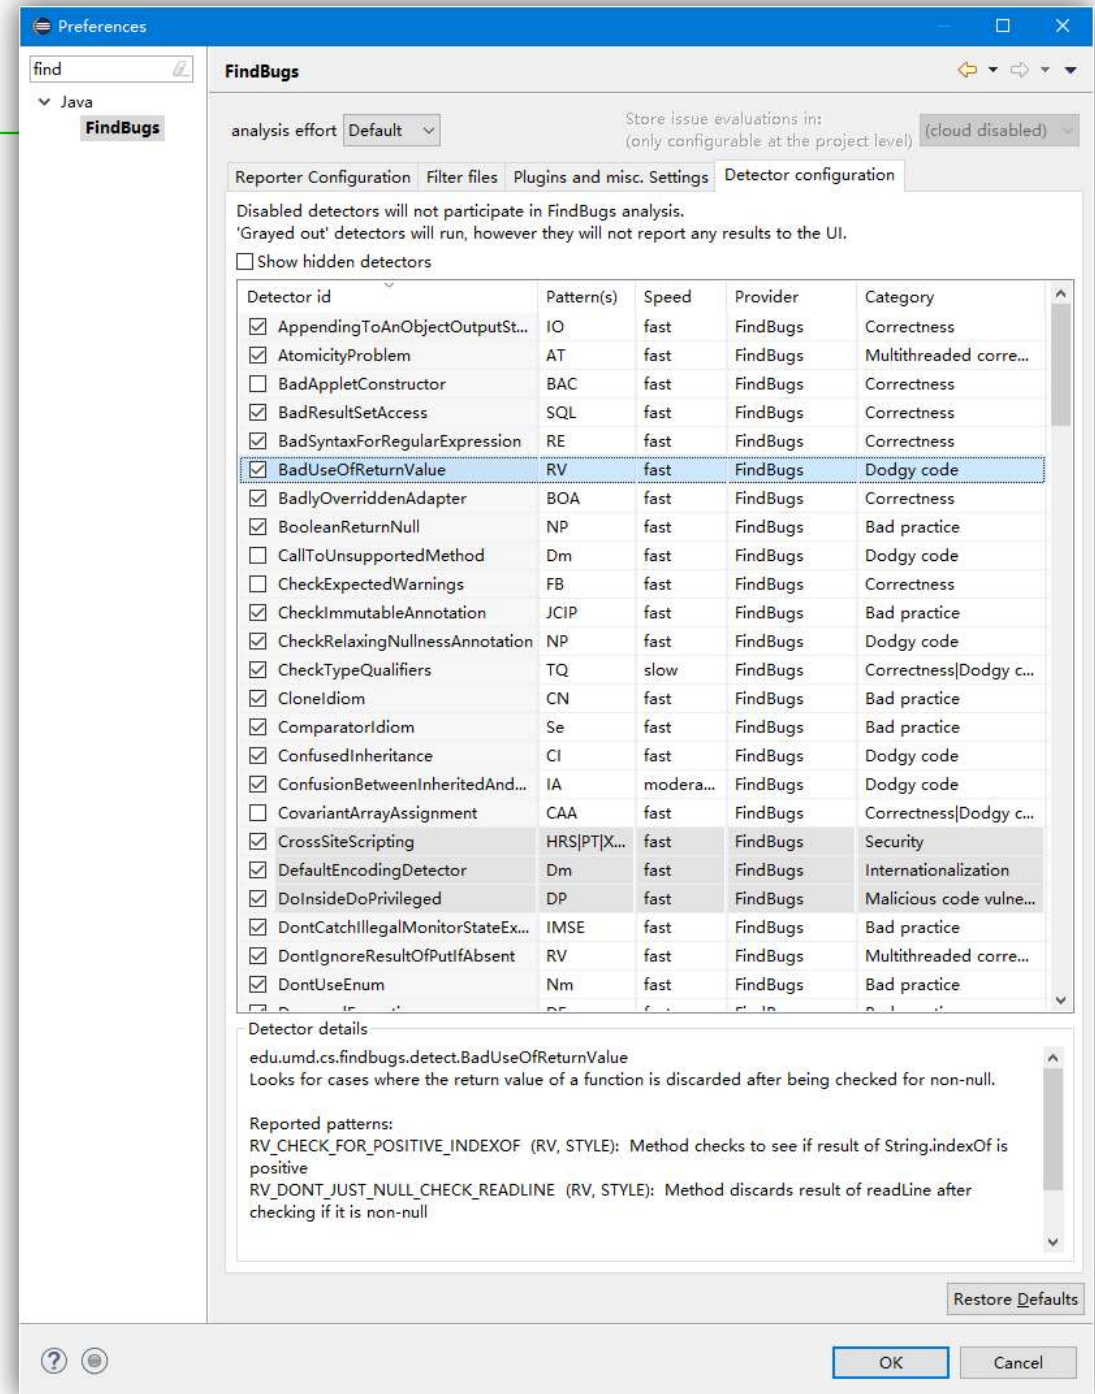 Preferences
find
Java
FindBugs
FindBugs
analysis effort Default
Store issue evaluations in:
(only configurable at the project level) (cloud disabled)
Reporter Configuration Filter files Plugins and misc. Settings Detector configuration
Disabled detectors will not participate in FindBugs analysis.
'Grayed out' detectors will run, however they will not report any results to the UI.
Show hidden detectors
Detector id Pattern(s) Speed Provider Category
AppendingToAnObjectOutputSt... IO fast FindBugs Correctness
AtomicityProblem AT fast FindBugs Multithreaded corre...
BadAppletConstructor BAC fast FindBugs Correctness
BadResultSetAccess SQL fast FindBugs Correctness
BadSyntaxForRegularExpression RE fast FindBugs Correctness
BadUseOfReturnValue RV fast FindBugs Dodgy code
BadlyOverriddenAdapter BOA fast FindBugs Correctness
BooleanReturnNull NP fast FindBugs Bad practice
CallToUnsupportedMethod Dm fast FindBugs Dodgy code
CheckExpectedWarnings FB fast FindBugs Correctness
CheckImmutableAnnotation JCIP fast FindBugs Bad practice
CheckRelaxingNullnessAnnotation NP fast FindBugs Dodgy code
CheckTypeQualifiers TQ slow FindBugs Correctness|Dodgy c...
CloneIdiom CN fast FindBugs Bad practice
ComparatorIdiom Se fast FindBugs Bad practice
ConfusedInheritance CI fast FindBugs Dodgy code
ConfusionBetweenInheritedAnd... IA modera... FindBugs Dodgy code
CovariantArrayAssignment CAA fast FindBugs Correctness|Dodgy c...
CrossSiteScripting HRS|PT|X... fast FindBugs Security
DefaultEncodingDetector Dm fast FindBugs Internationalization
DoInsideDoPrivileged DP fast FindBugs Malicious code vulne...
DontCatchIllegalMonitorStateEx... IMSE fast FindBugs Bad practice
DontIgnoreResultOfPutIfAbsent RV fast FindBugs Multithreaded corre...
DontUseEnum Nm fast FindBugs Bad practice
Detector details
edu.umd.cs.findbugs.detect.BadUseOfReturnValue
Looks for cases where the return value of a function is discarded after being checked for non-null.
Reported patterns:
RV_CHECK_FOR_POSITIVE_INDEXOF (RV, STYLE): Method checks to see if result of String.indexOf is
positive
RV_DONT_JUST_NULL_CHECK_READLINE (RV, STYLE): Method discards result of readLine after
checking if it is non-null
Restore Defaults
OK Cancel